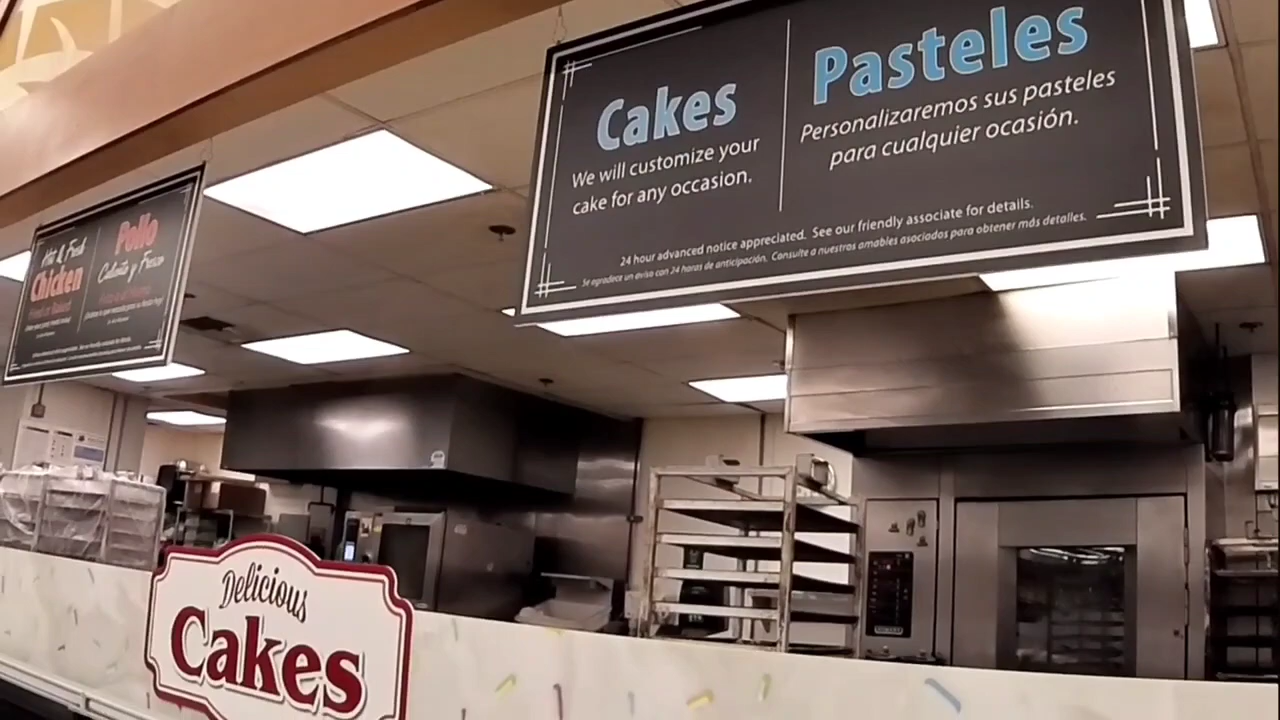 Cakes
We will customize your
cake for any occasion.
Pasteles
Personalizaremos sus pasteles
para cualquier ocasión.
24 hour advanced notice appreciated. See our friendly associate for details.
Se agradece un aviso con 24 horas de anticipación. Consulte a nuestros amables asociados para obtener más detalles.
Hot & Fresh
Chicken
Pollo
Caliente y Fresco
Delicious
Cakes